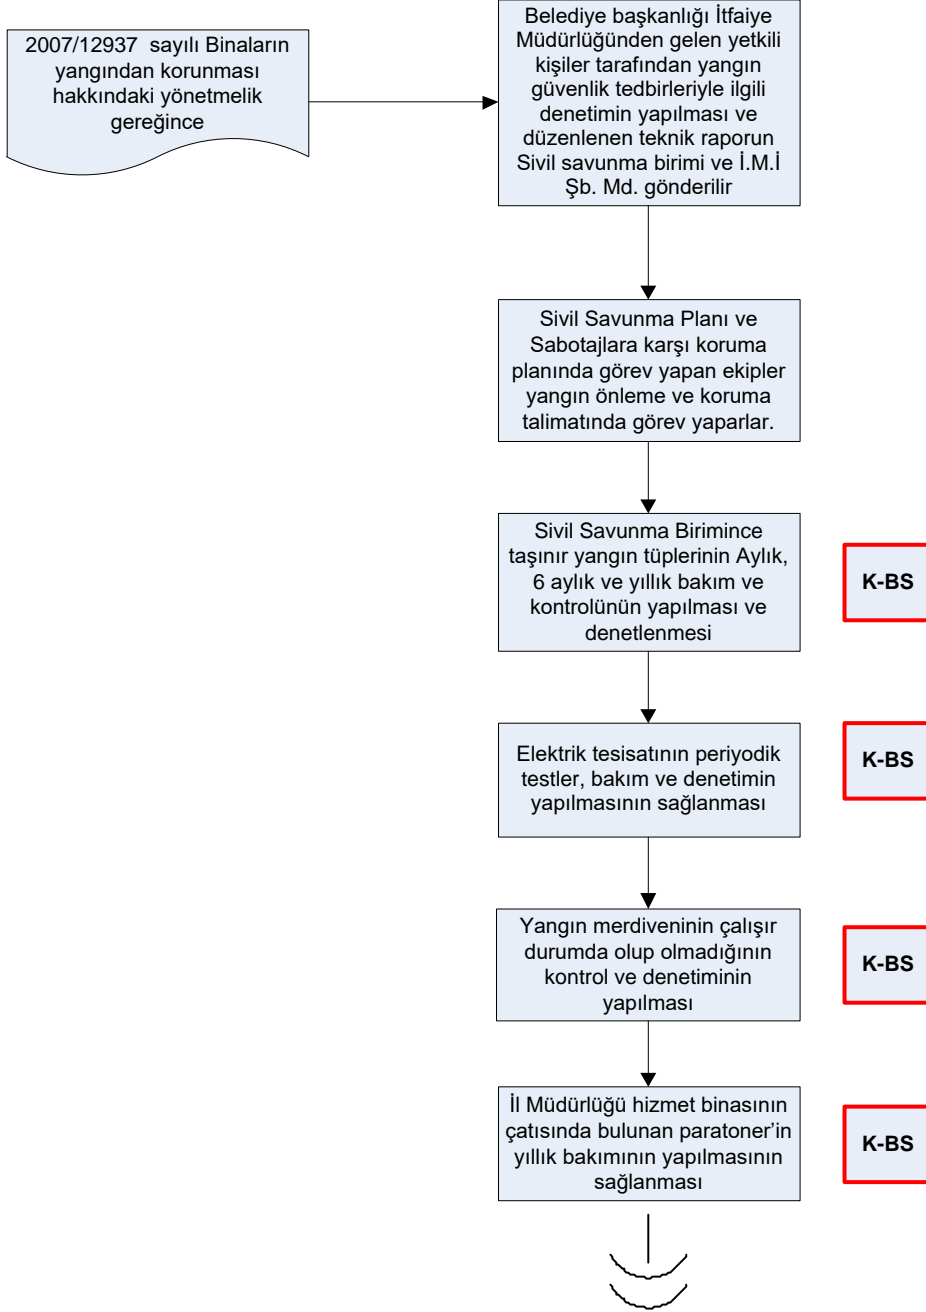 2007/12937 sayılı Binaların
yangından korunması
hakkındaki yönetmelik
gereğince
Belediye başkanlığı İtfaiye
Müdürlüğünden gelen yetkili
kişiler tarafından yangın
güvenlik tedbirleriyle ilgili
denetimin yapılması ve
düzenlenen teknik raporun
Sivil savunma birimi ve İ.M.İ
Şb. Md. gönderilir
Sivil Savunma Planı ve
Sabotajlara karşı koruma
planında görev yapan ekipler
yangın önleme ve koruma
talimatında görev yaparlar.
Sivil Savunma Birimince
taşınır yangın tüplerinin Aylık,
6 aylık ve yıllık bakım ve
kontrolünün yapılması ve
denetlenmesi
K-BS
Elektrik tesisatının periyodik
testler, bakım ve denetimin
yapılmasının sağlanması
K-BS
Yangın merdiveninin çalışır
durumda olup olmadığının
kontrol ve denetiminin
yapılması
K-BS
İl Müdürlüğü hizmet binasının
çatısında bulunan paratoner’in
yıllık bakımının yapılmasının
sağlanması
K-BS